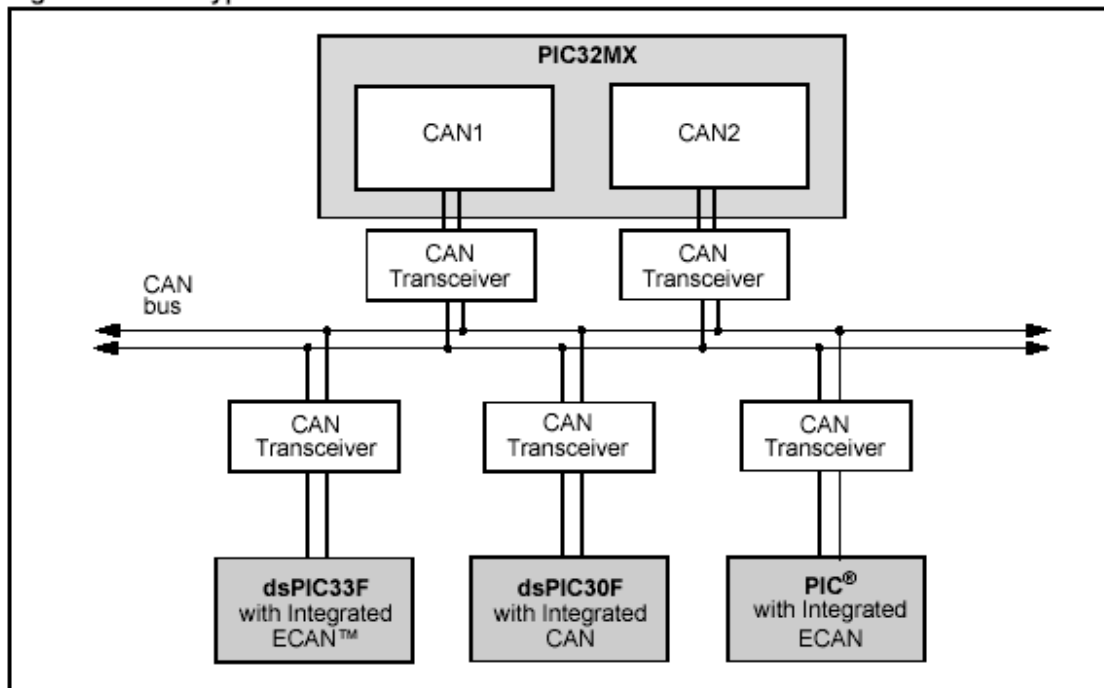 PIC32MX
CAN1
CAN2
CAN
Transceiver
CAN
Transceiver
CAN
bus
CAN
Transceiver
CAN
Transceiver
CAN
Transceiver
dsPIC33F
with Integrated
ECAN™
dsPIC30F
with Integrated
CAN
PIC®
with Integrated
ECAN